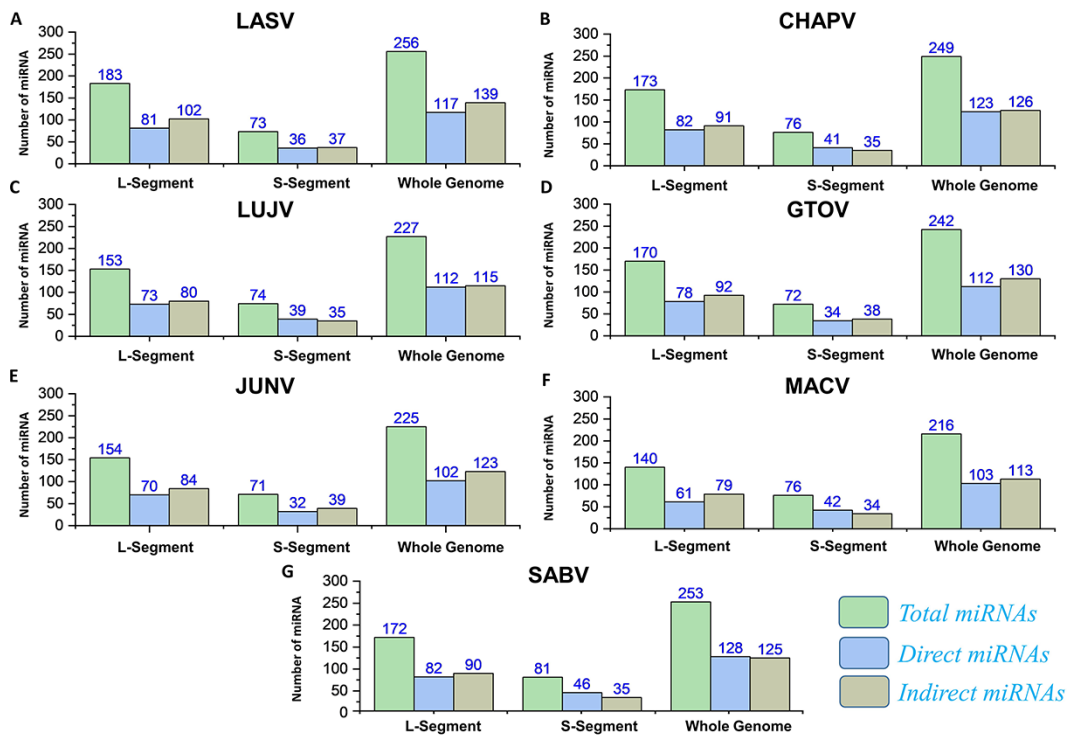 A
LASV
Number of miRNA
300
250
200
150
100
50
0
183
81
102
73
36
37
256
117
139
L-Segment
S-Segment
Whole Genome
B
CHAPV
Number of miRNA
300
250
200
150
100
50
0
173
82
91
76
41
35
249
123
126
L-Segment
S-Segment
Whole Genome
C
LUJV
Number of miRNA
300
250
200
150
100
50
0
153
73
80
74
39
35
227
112
115
L-Segment
S-Segment
Whole Genome
D
GTOV
Number of miRNA
300
250
200
150
100
50
0
170
78
92
72
34
38
242
112
130
L-Segment
S-Segment
Whole Genome
E
JUNV
Number of miRNA
300
250
200
150
100
50
0
154
70
84
71
32
39
225
102
123
L-Segment
S-Segment
Whole Genome
F
MACV
Number of miRNA
300
250
200
150
100
50
0
140
61
79
76
42
34
216
103
113
L-Segment
S-Segment
Whole Genome
G
SABV
Number of miRNA
300
250
200
150
100
50
0
172
82
90
81
46
35
253
128
125
L-Segment
S-Segment
Whole Genome
Total miRNAs
Direct miRNAs
Indirect miRNAs